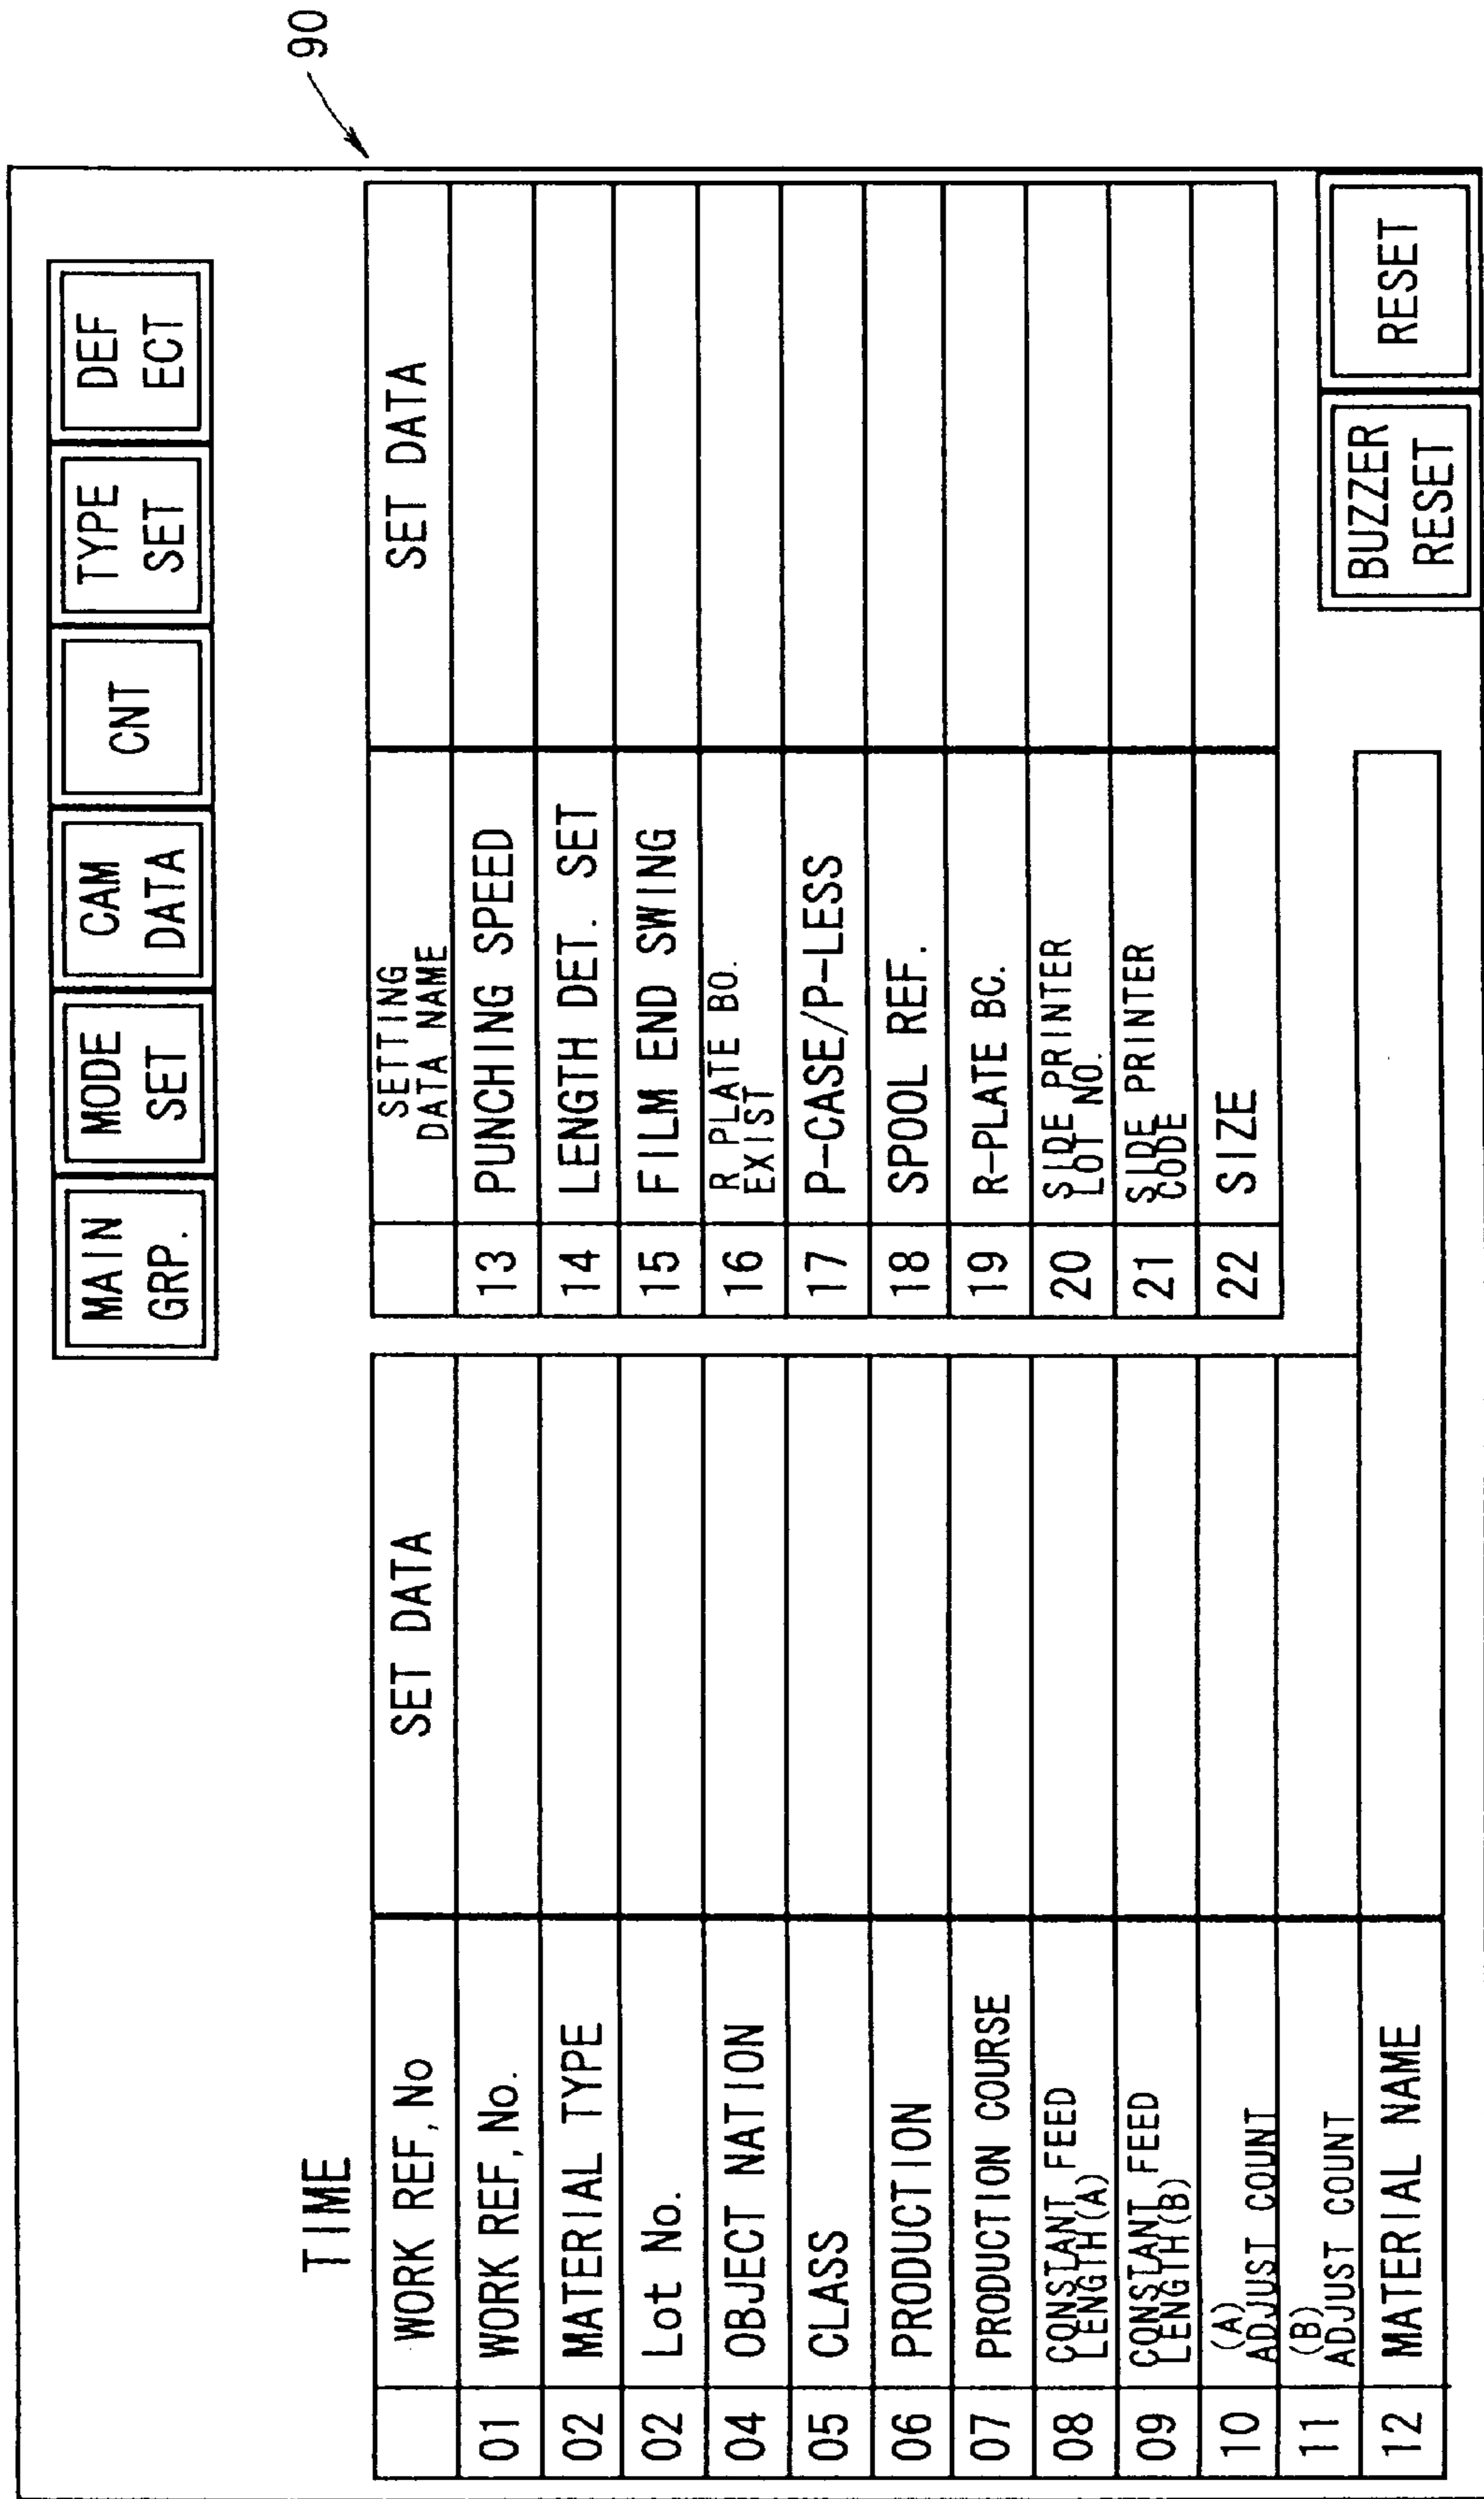 90
MAIN
GRP.
MODE
SET
CAM
DATA
CNT
TYPE
SET
DEF
ECT
TIME
WORK REF, No
SET DATA
01 WORK REF, No.
02 MATERIAL TYPE
02 Lot No.
04 OBJECT NATION
05 CLASS
06 PRODUCTION
07 PRODUCTION COURSE
08 CONSTANT FEED
LENGTH(A)
09 CONSTANT FEED
LENGTH(B)
10 (A)
ADJUST COUNT
11 (B)
ADJUST COUNT
12 MATERIAL NAME
SETTING
DATA NAME
SET DATA
13 PUNCHING SPEED
14 LENGTH DET. SET
15 FILM END SWING
16 R PLATE BO.
EXIST
17 P-CASE/P-LESS
18 SPOOL REF.
19 R-PLATE BC.
20 SIDE PRINTER
LOT NO.
21 SIDE PRINTER
CODE
22 SIZE
BUZZER
RESET
RESET